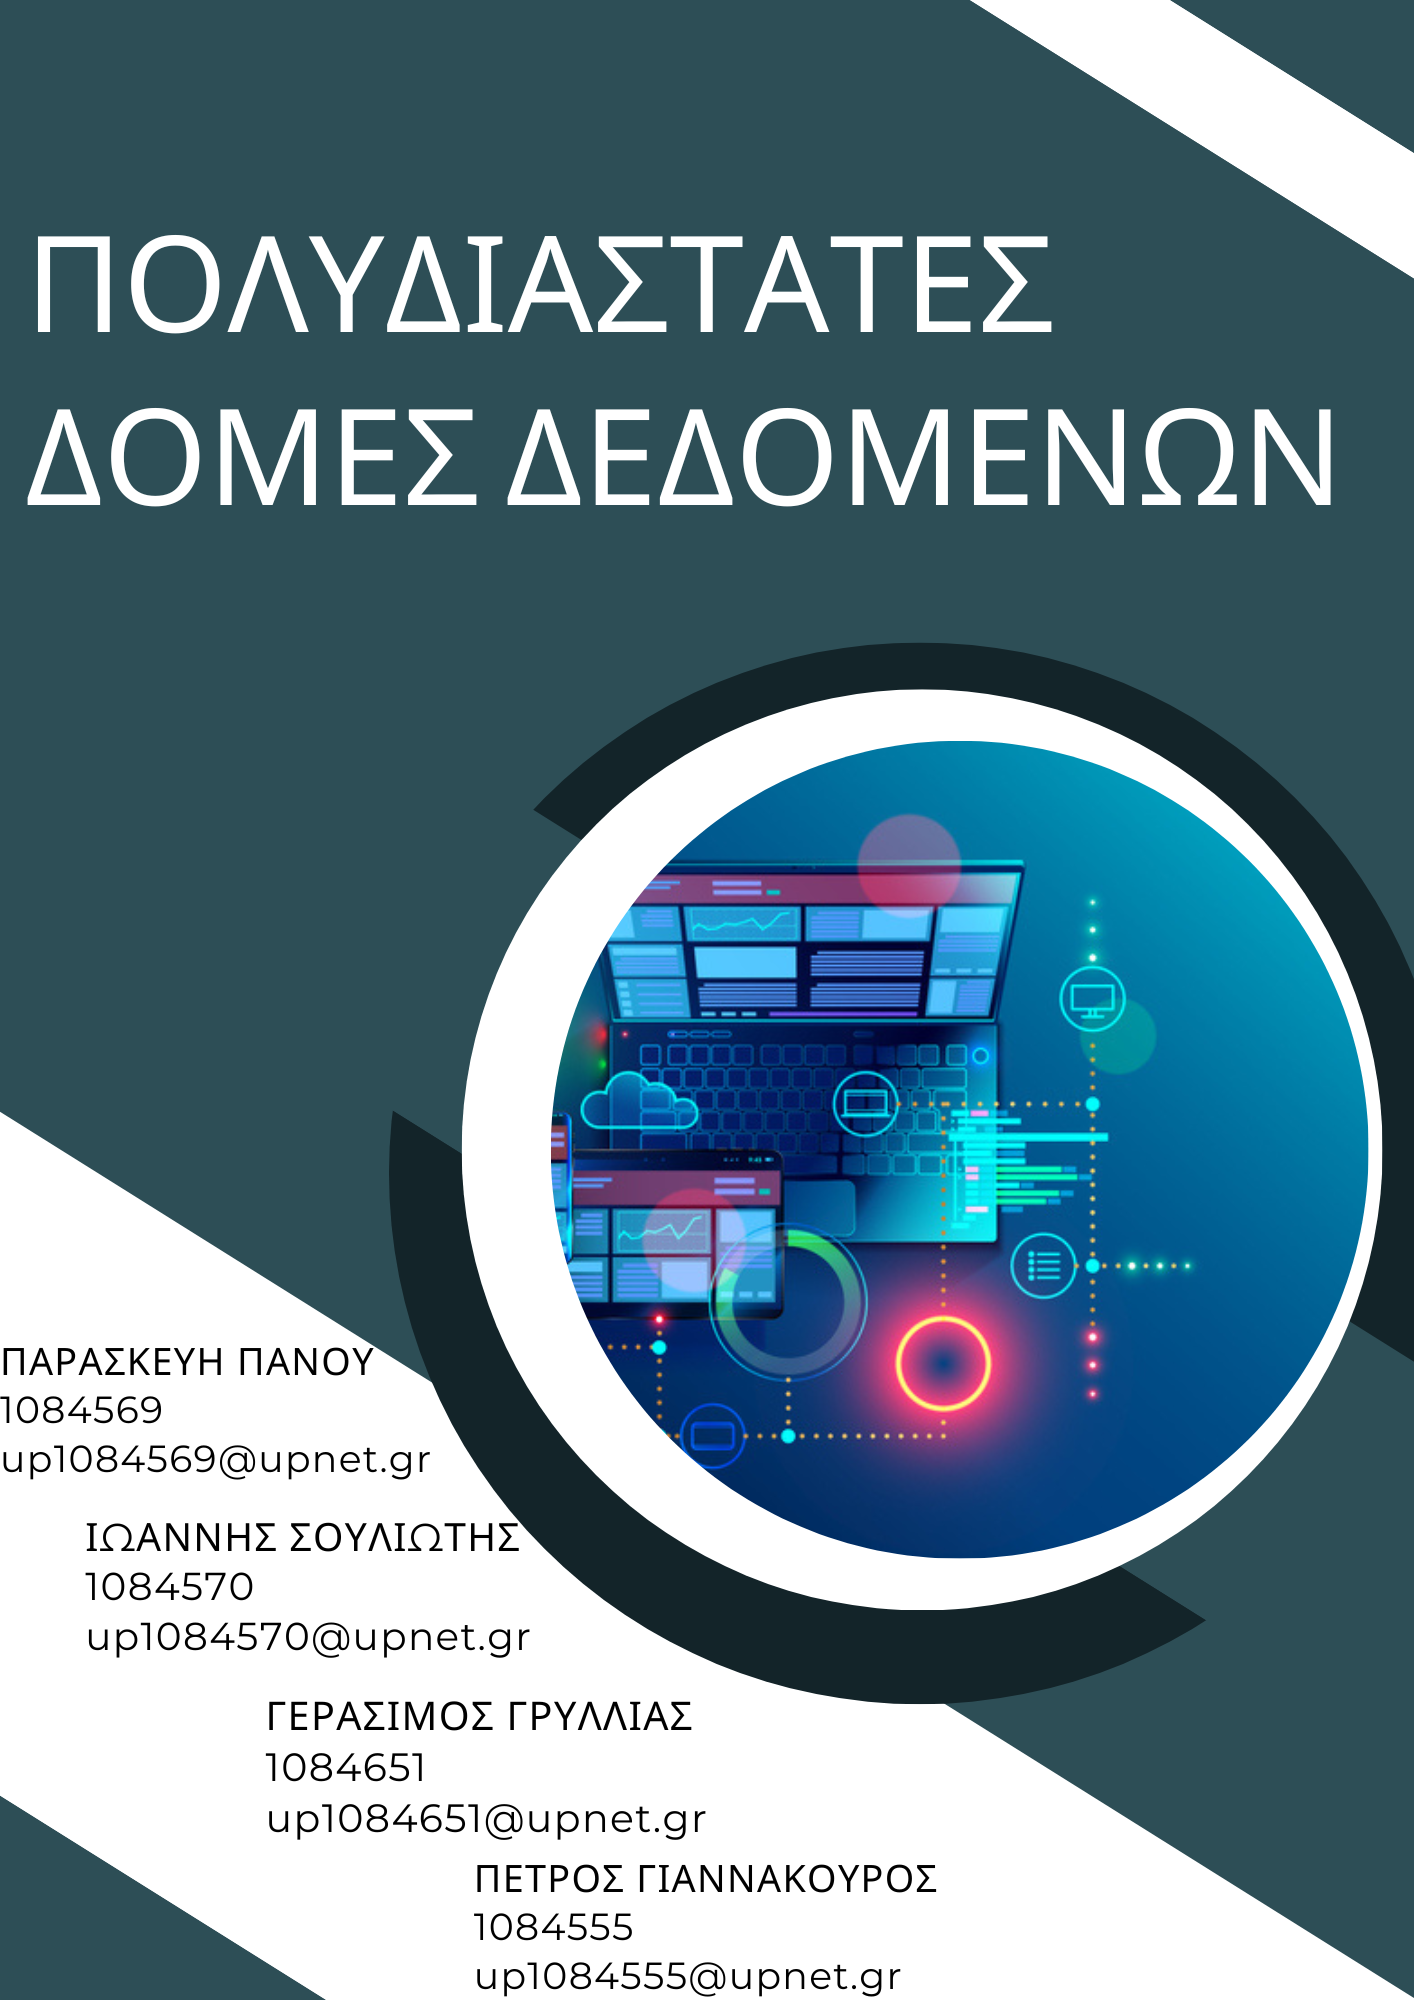 ΠΟΛΥΔΙΑΣΤΑΤΕΣ
ΔΟΜΕΣ ΔΕΔΟΜΕΝΩΝ
ΠΑΡΑΣΚΕΥΗ ΠΑΝΟΥ
1084569
up1084569@upnet.gr
ΙΩΑΝΝΗΣ ΣΟΥΛΙΩΤΗΣ
1084570
up1084570@upnet.gr
ΓΕΡΑΣΙΜΟΣ ΓΡΥΛΛΙΑΣ
1084651
up1084651@upnet.gr
ΠΕΤΡΟΣ ΓΙΑΝΝΑΚΟΥΡΟΣ
1084555
up1084555@upnet.gr